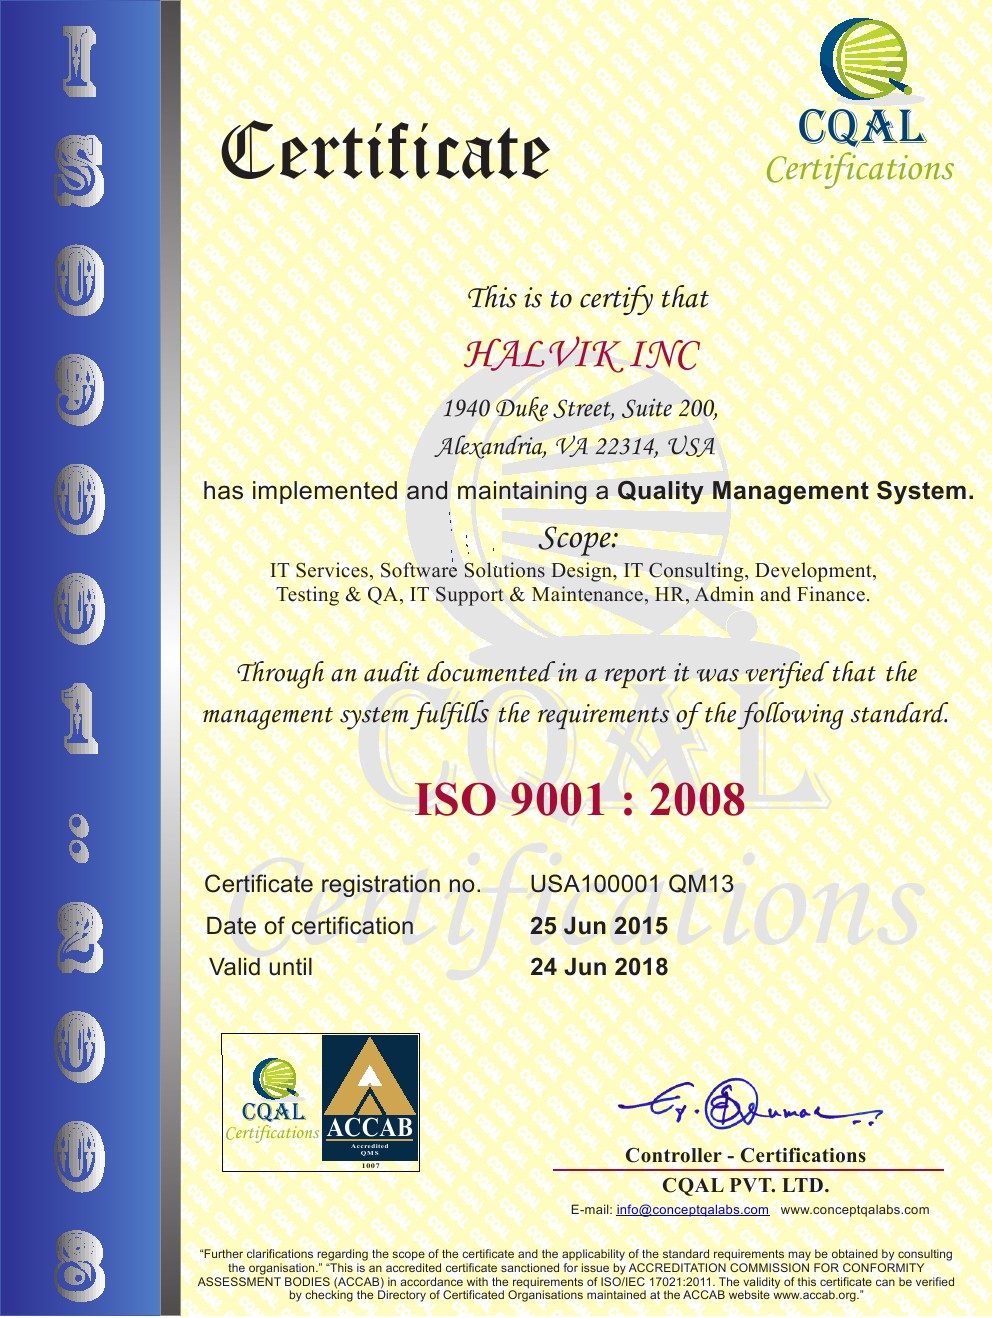 ISO 9001:2008
CQAL
Certifications
Certificate
This is to certify that
HALVIK INC
1940 Duke Street, Suite 200,
Alexandria, VA 22314, USA
has implemented and maintaining a Quality Management System.
Scope:
IT Services, Software Solutions Design, IT Consulting, Development,
Testing & QA, IT Support & Maintenance, HR, Admin and Finance.
Through an audit documented in a report it was verified that the
management system fulfills the requirements of the following standard.
CQAL
Certifications
ISO 9001 : 2008
Certificate registration no. USA100001 QM13
Date of certification 25 Jun 2015
Valid until 24 Jun 2018
CQAL
Certifications
ACCAB
Accredited
QMS
1007
Controller - Certifications
CQAL PVT. LTD.
E-mail: info@conceptqalabs.com www.conceptqalabs.com
“Further clarifications regarding the scope of the certificate and the applicability of the standard requirements may be obtained by consulting
the organisation.” “This is an accredited certificate sanctioned for issue by ACCREDITATION COMMISSION FOR CONFORMITY
ASSESSMENT BODIES (ACCAB) in accordance with the requirements of ISO/IEC 17021:2011. The validity of this certificate can be verified
by checking the Directory of Certificated Organisations maintained at the ACCAB website www.accab.org.”